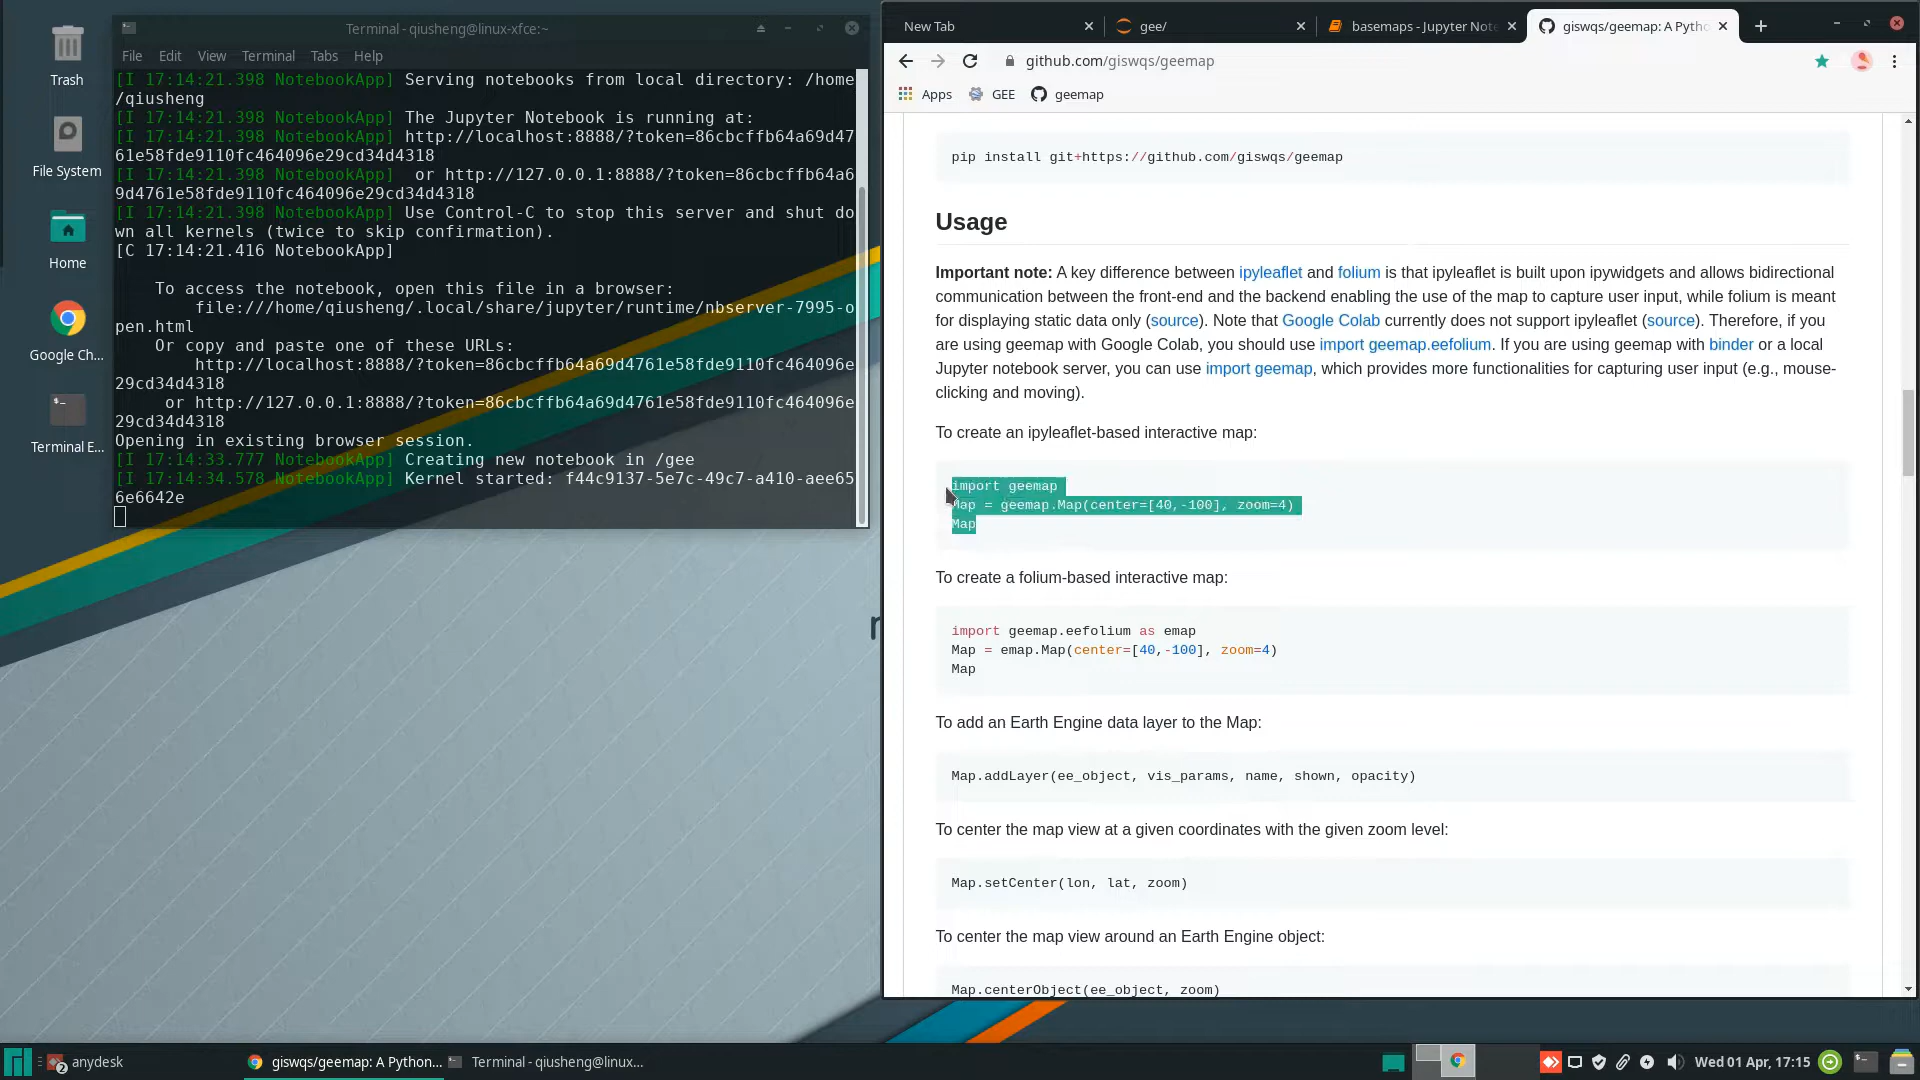 Trash
File System
Home
Google Ch...
Terminal E...
Terminal - qiusheng@linux-xfce:~
File Edit View Terminal Tabs Help
[I 17:14:21.398 NotebookApp] Serving notebooks from local directory: /home
/qiusheng
[I 17:14:21.398 NotebookApp] The Jupyter Notebook is running at:
[I 17:14:21.398 NotebookApp] http://localhost:8888/?token=86cbcffb64a69d47
61e58fde9110fc464096e29cd34d4318
[I 17:14:21.398 NotebookApp]  or http://127.0.0.1:8888/?token=86cbcffb64a6
9d4761e58fde9110fc464096e29cd34d4318
[I 17:14:21.398 NotebookApp] Use Control-C to stop this server and shut do
wn all kernels (twice to skip confirmation).
[C 17:14:21.416 NotebookApp]
To access the notebook, open this file in a browser:
file:///home/qiusheng/.local/share/jupyter/runtime/nbserver-7995-o
pen.html
Or copy and paste one of these URLs:
http://localhost:8888/?token=86cbcffb64a69d4761e58fde9110fc464096e
29cd34d4318
or http://127.0.0.1:8888/?token=86cbcffb64a69d4761e58fde9110fc464096e
29cd34d4318
Opening in existing browser session.
[I 17:14:33.777 NotebookApp] Creating new notebook in /gee
[I 17:14:34.578 NotebookApp] Kernel started: f44c9137-5e7c-49c7-a410-aee65
6e6642e
New Tab
gee/
basemaps - Jupyter Note
giswqs/geemap: A Pytho
github.com/giswqs/geemap
Apps GEE geemap
pip install git+https://github.com/giswqs/geemap
Usage
Important note: A key difference between ipyleaflet and folium is that ipyleaflet is built upon ipywidgets and allows bidirectional
communication between the front-end and the backend enabling the use of the map to capture user input, while folium is meant
for displaying static data only (source). Note that Google Colab currently does not support ipyleaflet (source). Therefore, if you
are using geemap with Google Colab, you should use import geemap.eefolium. If you are using geemap with binder or a local
Jupyter notebook server, you can use import geemap, which provides more functionalities for capturing user input (e.g., mouse-
clicking and moving).
To create an ipyleaflet-based interactive map:
import geemap
Map = geemap.Map(center=[40,-100], zoom=4)
Map
To create a folium-based interactive map:
import geemap.eefolium as emap
Map = emap.Map(center=[40,-100], zoom=4)
Map
To add an Earth Engine data layer to the Map:
Map.addLayer(ee_object, vis_params, name, shown, opacity)
To center the map view at a given coordinates with the given zoom level:
Map.setCenter(lon, lat, zoom)
To center the map view around an Earth Engine object:
Map.centerObject(ee_object, zoom)
2 anydesk
giswqs/geemap: A Python...
Terminal - qiusheng@linux...
Wed 01 Apr, 17:15